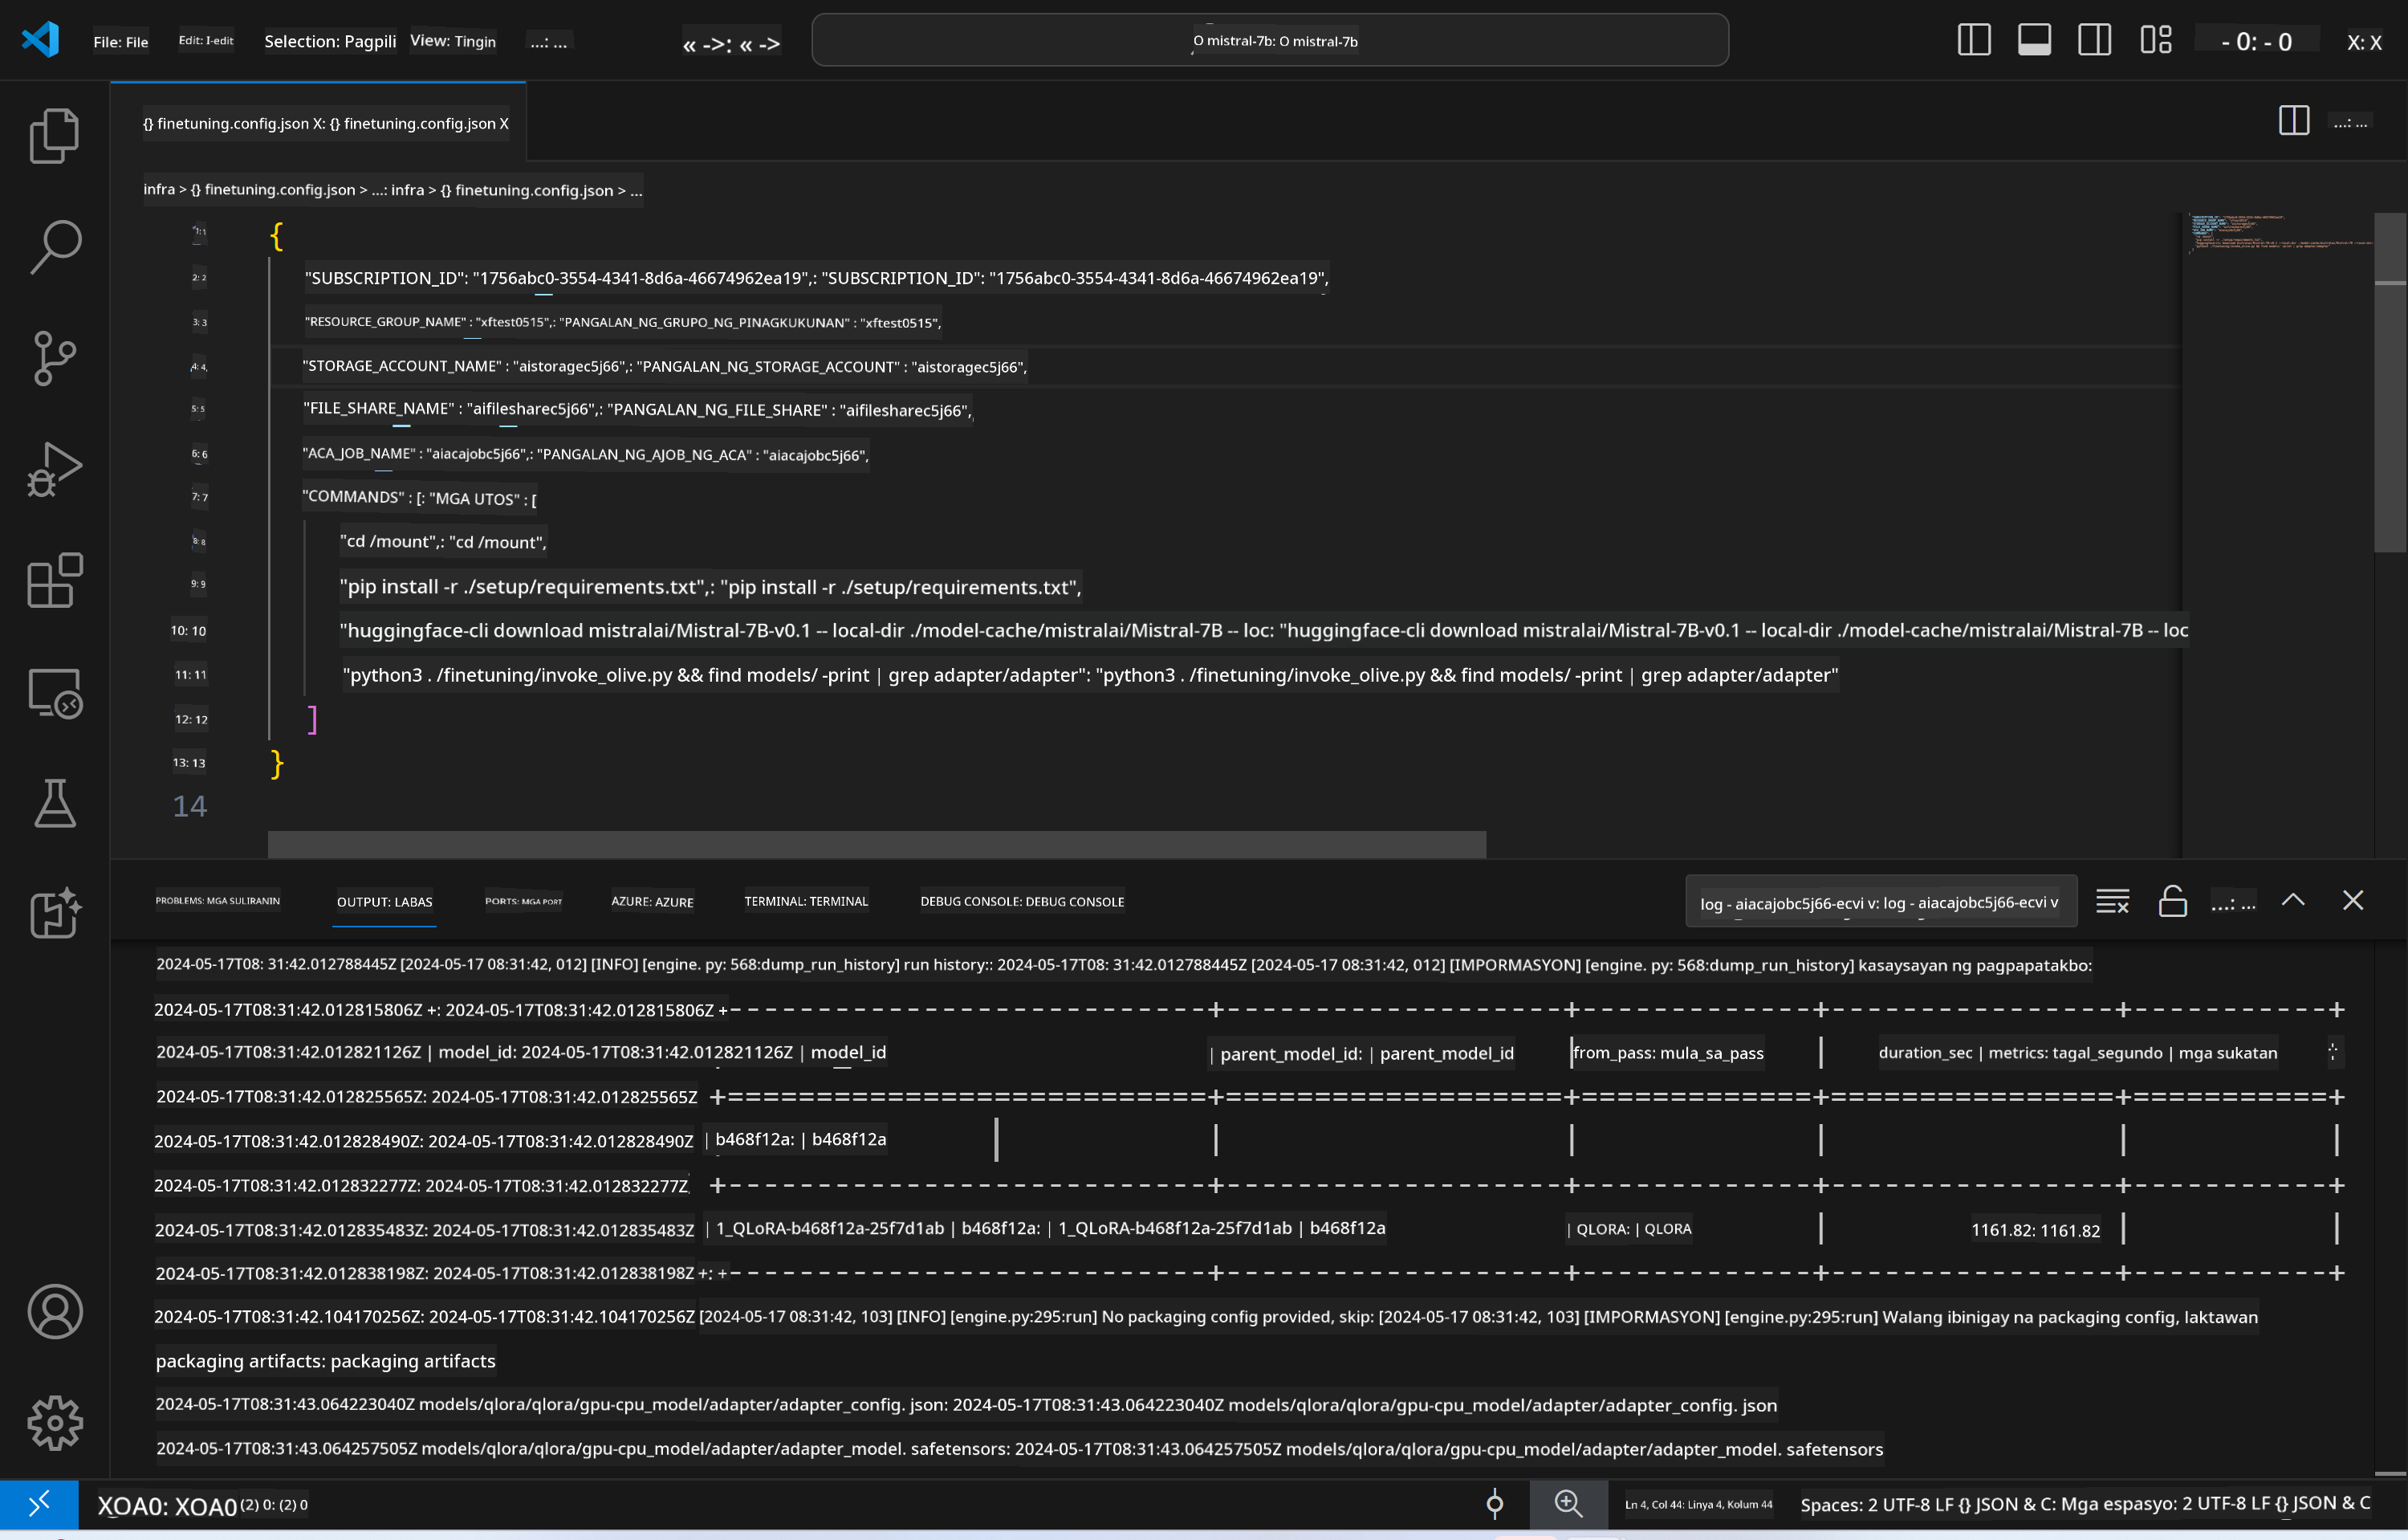 File: File Edit: I-edit Selection: Pagpili View: Tingin ...: ... « ->: « -> O mistral-7b: O mistral-7b - 0: - 0 X: X
{} finetuning.config.json X: {} finetuning.config.json X ...: ...
infra > {} finetuning.config.json > ...: infra > {} finetuning.config.json > ...
1: 1 {
2: 2 "SUBSCRIPTION_ID": "1756abc0-3554-4341-8d6a-46674962ea19",: "SUBSCRIPTION_ID": "1756abc0-3554-4341-8d6a-46674962ea19",
3: 3 "RESOURCE_GROUP_NAME" : "xftest0515",: "PANGALAN_NG_GRUPO_NG_PINAGKUKUNAN" : "xftest0515",
4: 4, "STORAGE_ACCOUNT_NAME" : "aistoragec5j66",: "PANGALAN_NG_STORAGE_ACCOUNT" : "aistoragec5j66",
5: 5 "FILE_SHARE_NAME" : "aifilesharec5j66",: "PANGALAN_NG_FILE_SHARE" : "aifilesharec5j66",
6: 6 "ACA_JOB_NAME" : "aiacajobc5j66",: "PANGALAN_NG_AJOB_NG_ACA" : "aiacajobc5j66",
7: 7 "COMMANDS" : [: "MGA UTOS" : [
8: 8 "cd /mount",: "cd /mount",
9: 9 "pip install -r ./setup/requirements.txt",: "pip install -r ./setup/requirements.txt",
10: 10 "huggingface-cli download mistralai/Mistral-7B-v0.1 -- local-dir ./model-cache/mistralai/Mistral-7B -- loc: "huggingface-cli download mistralai/Mistral-7B-v0.1 -- local-dir ./model-cache/mistralai/Mistral-7B -- loc
11: 11 "python3 . /finetuning/invoke_olive.py && find models/ -print | grep adapter/adapter": "python3 . /finetuning/invoke_olive.py && find models/ -print | grep adapter/adapter"
12: 12 ]
13: 13 }
14
PROBLEMS: MGA SULIRANIN OUTPUT: LABAS PORTS: MGA PORT AZURE: AZURE TERMINAL: TERMINAL DEBUG CONSOLE: DEBUG CONSOLE log - aiacajobc5j66-ecvi v: log - aiacajobc5j66-ecvi v ...: ...
2024-05-17T08: 31:42.012788445Z [2024-05-17 08:31:42, 012] [INFO] [engine. py: 568:dump_run_history] run history:: 2024-05-17T08: 31:42.012788445Z [2024-05-17 08:31:42, 012] [IMPORMASYON] [engine. py: 568:dump_run_history] kasaysayan ng pagpapatakbo:
2024-05-17T08:31:42.012815806Z +: 2024-05-17T08:31:42.012815806Z +---------------------------+-------------------+-------------+----------------+-----------+
2024-05-17T08:31:42.012821126Z | model_id: 2024-05-17T08:31:42.012821126Z | model_id | parent_model_id: | parent_model_id |from_pass: mula_sa_pass | duration_sec | metrics: tagal_segundo | mga sukatan
2024-05-17T08:31:42.012825565Z: 2024-05-17T08:31:42.012825565Z +===========================+===================+=============+================+===========+
2024-05-17T08:31:42.012828490Z: 2024-05-17T08:31:42.012828490Z | b468f12a: | b468f12a | | | | | |
2024-05-17T08:31:42.012832277Z: 2024-05-17T08:31:42.012832277Z +---------------------------+-------------------+-------------+----------------+-----------+
2024-05-17T08:31:42.012835483Z: 2024-05-17T08:31:42.012835483Z | 1_QLoRA-b468f12a-25f7d1ab | b468f12a: | 1_QLoRA-b468f12a-25f7d1ab | b468f12a | QLORA: | QLORA | 1161.82: 1161.82 | |
2024-05-17T08:31:42.012838198Z: 2024-05-17T08:31:42.012838198Z +: +---------------------------+-------------------+-------------+----------------+-----------+
2024-05-17T08:31:42.104170256Z: 2024-05-17T08:31:42.104170256Z [2024-05-17 08:31:42, 103] [INFO] [engine.py:295:run] No packaging config provided, skip: [2024-05-17 08:31:42, 103] [IMPORMASYON] [engine.py:295:run] Walang ibinigay na packaging config, laktawan
packaging artifacts: packaging artifacts
2024-05-17T08:31:43.064223040Z models/qlora/qlora/gpu-cpu_model/adapter/adapter_config. json: 2024-05-17T08:31:43.064223040Z models/qlora/qlora/gpu-cpu_model/adapter/adapter_config. json
2024-05-17T08:31:43.064257505Z models/qlora/qlora/gpu-cpu_model/adapter/adapter_model. safetensors: 2024-05-17T08:31:43.064257505Z models/qlora/qlora/gpu-cpu_model/adapter/adapter_model. safetensors
XOA0: XOA0 (2) 0: (2) 0 Ln 4, Col 44: Linya 4, Kolum 44 Spaces: 2 UTF-8 LF {} JSON & C: Mga espasyo: 2 UTF-8 LF {} JSON & C